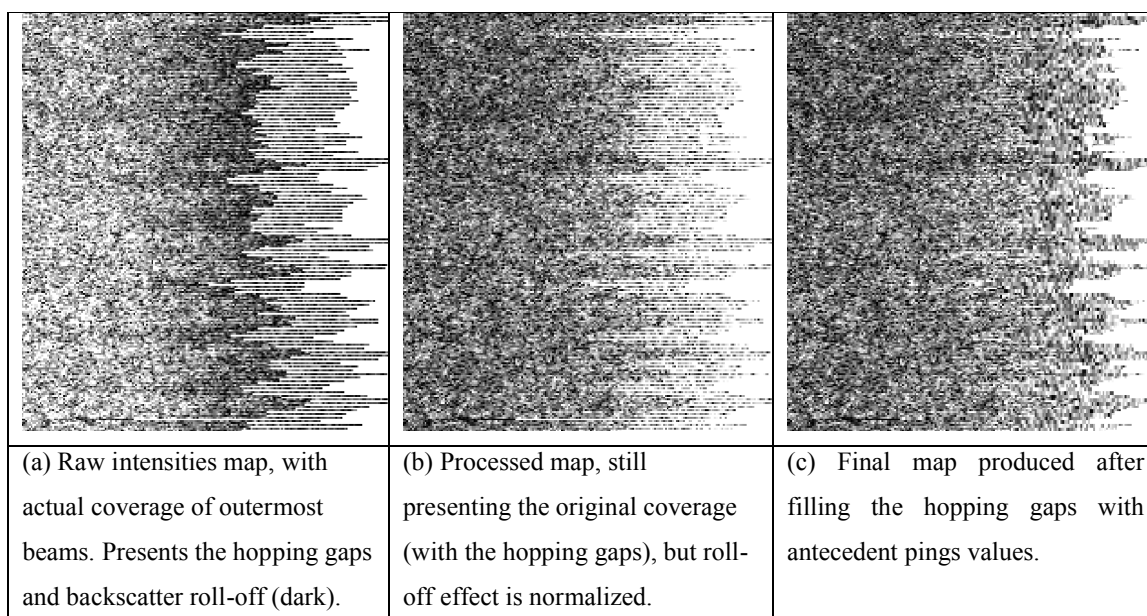 (a) Raw intensities map, with
actual coverage of outermost
beams. Presents the hopping gaps
and backscatter roll-off (dark).
(b) Processed map, still
presenting the original coverage
(with the hopping gaps), but roll-
off effect is normalized.
(c) Final map produced after
filling the hopping gaps with
antecedent pings values.